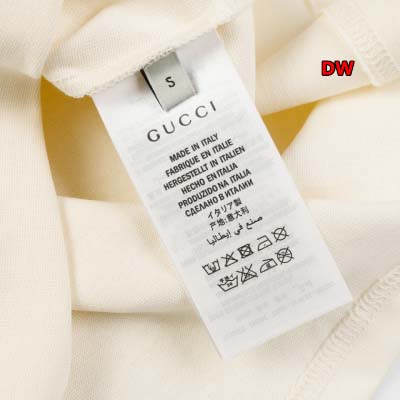 DW
S
GUCCI
MADE IN ITALY
FABRIQUE EN ITALIE
HERGESTELLT IN ITALIEN
HECHO EN ITALIA
PRODUZIDO NA ITALIA
СДЕЛАНО В ИТАЛИИ
イタリア製
产地:意大利
صنع في إيطاليا